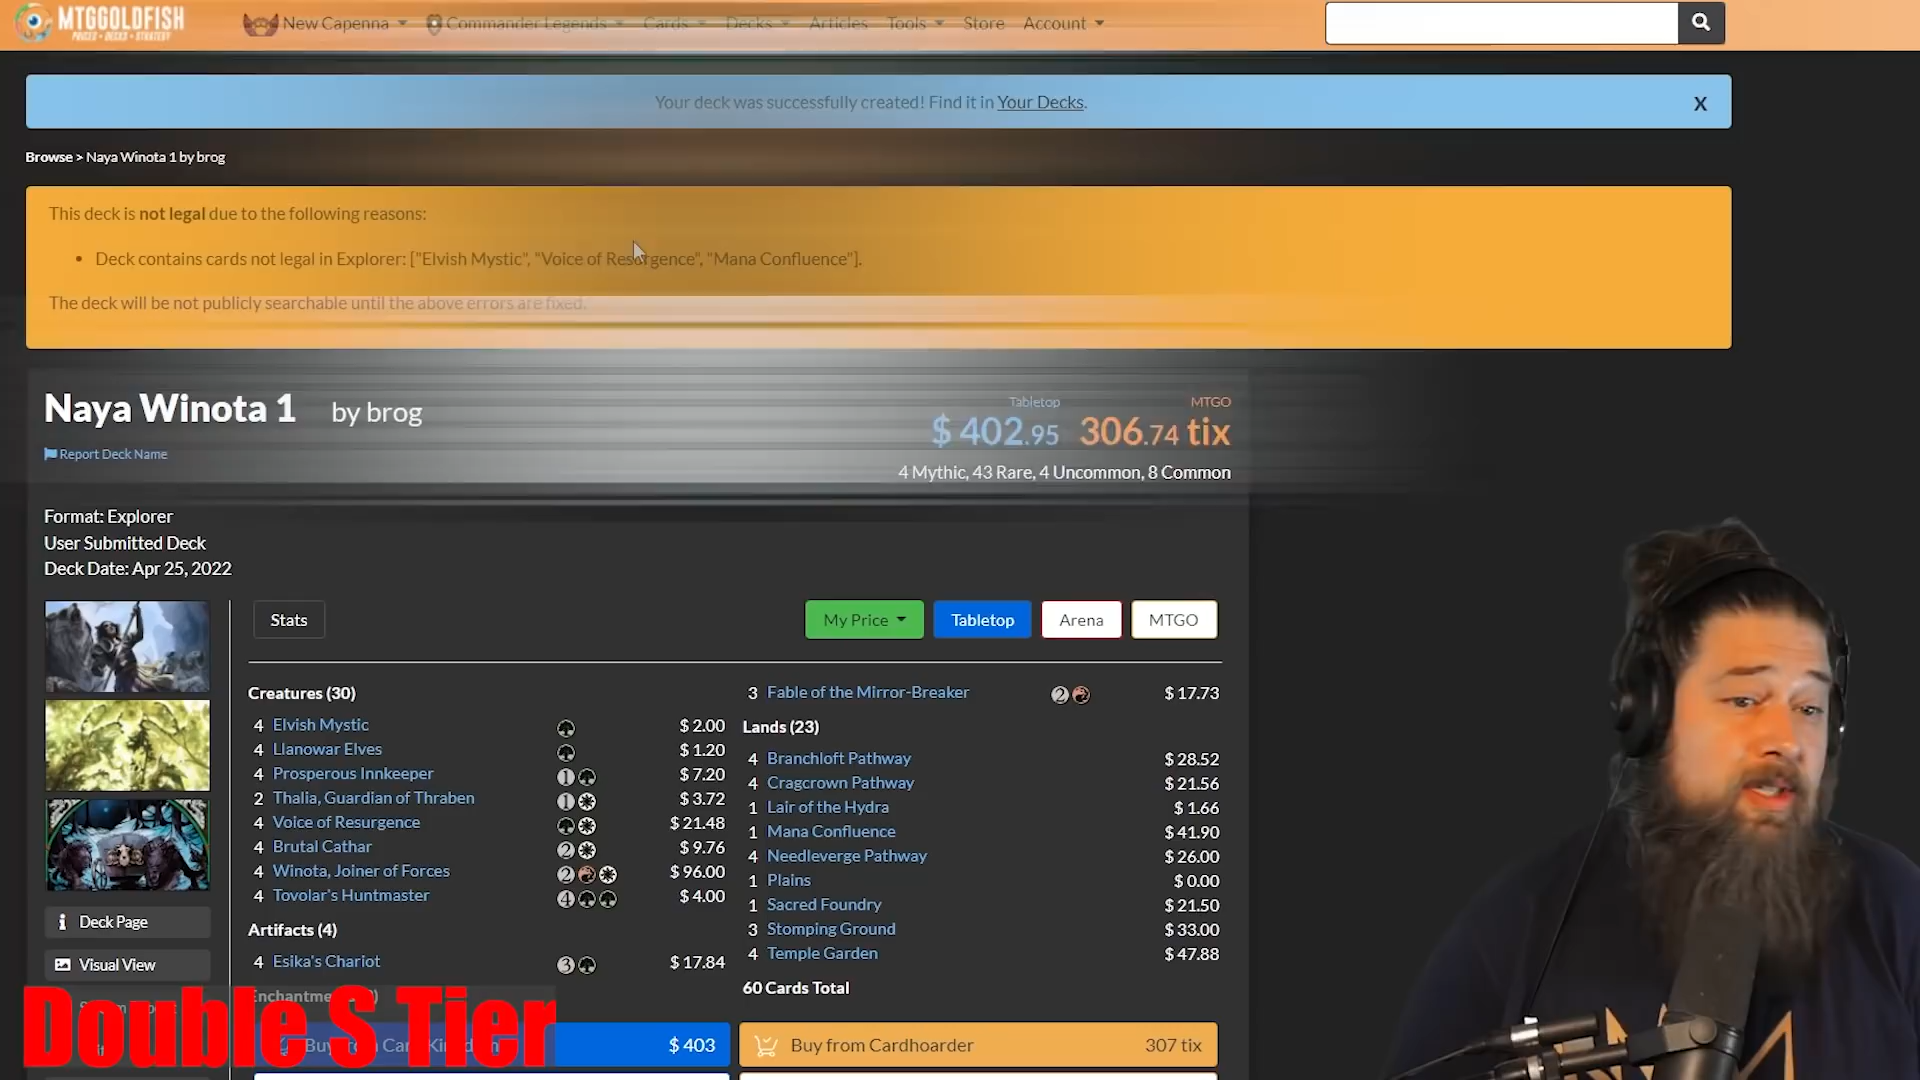 MTGGOLDFISH
PRICES • DECKS • STRATEGY
New Capenna
Commander Legends
Cards
Decks
Articles
Tools
Store
Account
Your deck was successfully created! Find it in Your Decks.
X
Browse > Naya Winota 1 by brog
This deck is not legal due to the following reasons:
• Deck contains cards not legal in Explorer: ["Elvish Mystic", "Voice of Resurgence", "Mana Confluence"].
The deck will be not publicly searchable until the above errors are fixed.
Naya Winota 1 by brog
Report Deck Name
Tabletop
$ 402.95
MTGO
306.74 tix
4 Mythic, 43 Rare, 4 Uncommon, 8 Common
Format: Explorer
User Submitted Deck
Deck Date: Apr 25, 2022
Stats
My Price
Tabletop
Arena
MTGO
Creatures (30)
4 Elvish Mystic $ 2.00
4 Llanowar Elves $ 1.20
4 Prosperous Innkeeper 1 $ 7.20
2 Thalia, Guardian of Thraben 1 $ 3.72
4 Voice of Resurgence $ 21.48
4 Brutal Cathar 2 $ 9.76
4 Winota, Joiner of Forces 2 $ 96.00
4 Tovolar's Huntmaster 4 $ 4.00
Artifacts (4)
4 Esika's Chariot 3 $ 17.84
3 Fable of the Mirror-Breaker 2 $ 17.73
Lands (23)
4 Branchloft Pathway $ 28.52
4 Cragcrown Pathway $ 21.56
1 Lair of the Hydra $ 1.66
1 Mana Confluence $ 41.90
4 Needleverge Pathway $ 26.00
1 Plains $ 0.00
1 Sacred Foundry $ 21.50
3 Stomping Ground $ 33.00
4 Temple Garden $ 47.88
60 Cards Total
Deck Page
Visual View
Double S Tier
$ 403
Buy from Cardhoarder 307 tix